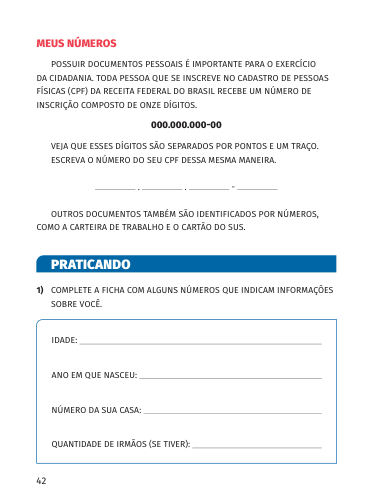 MEUS NÚMEROS
POSSUIR DOCUMENTOS PESSOAIS É IMPORTANTE PARA O EXERCÍCIO
DA CIDADANIA. TODA PESSOA QUE SE INSCREVE NO CADASTRO DE PESSOAS
FÍSICAS (CPF) DA RECEITA FEDERAL DO BRASIL RECEBE UM NÚMERO DE
INSCRIÇÃO COMPOSTO DE ONZE DÍGITOS.
000.000.000-00
VEJA QUE ESSES DÍGITOS SÃO SEPARADOS POR PONTOS E UM TRAÇO.
ESCREVA O NÚMERO DO SEU CPF DESSA MESMA MANEIRA.
_________ . _________ . _________ - _________
OUTROS DOCUMENTOS TAMBÉM SÃO IDENTIFICADOS POR NÚMEROS,
COMO A CARTEIRA DE TRABALHO E O CARTÃO DO SUS.
PRATICANDO
1) COMPLETE A FICHA COM ALGUNS NÚMEROS QUE INDICAM INFORMAÇÕES
SOBRE VOCÊ.
IDADE:
ANO EM QUE NASCEU:
NÚMERO DA SUA CASA:
QUANTIDADE DE IRMÃOS (SE TIVER):
42